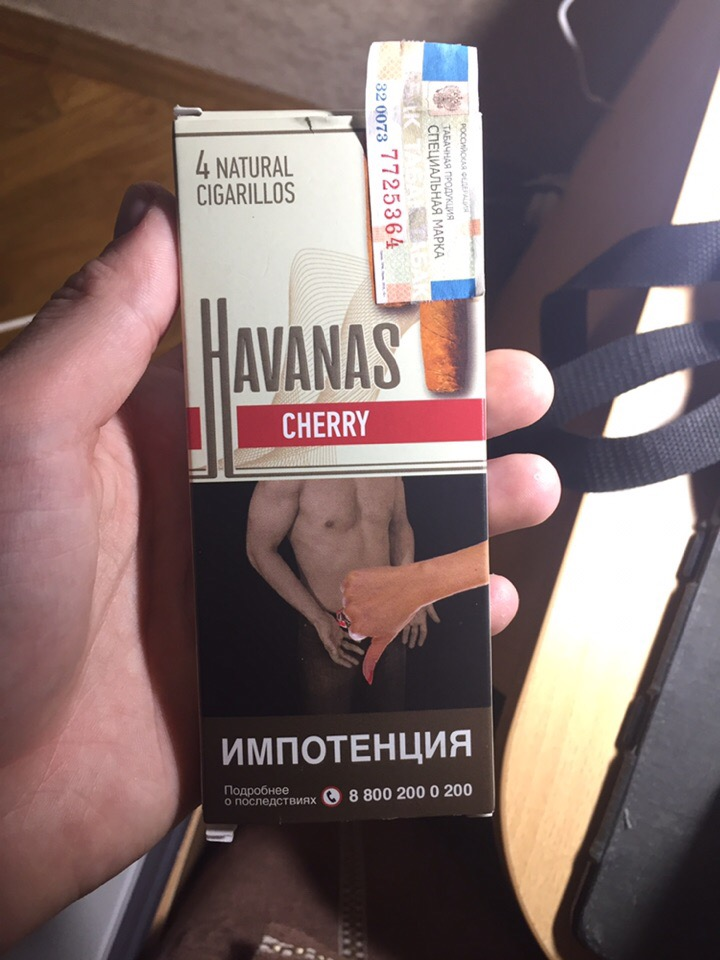 4 NATURAL
CIGARILLOS
РОССИЙСКАЯ ФЕДЕРАЦИЯ
ТАБАЧНАЯ ПРОДУКЦИЯ
СПЕЦИАЛЬНАЯ МАРКА
32 0073
7725364
HAVANAS
CHERRY
ИМПОТЕНЦИЯ
Подробнее
о последствиях
8 800 200 0 200